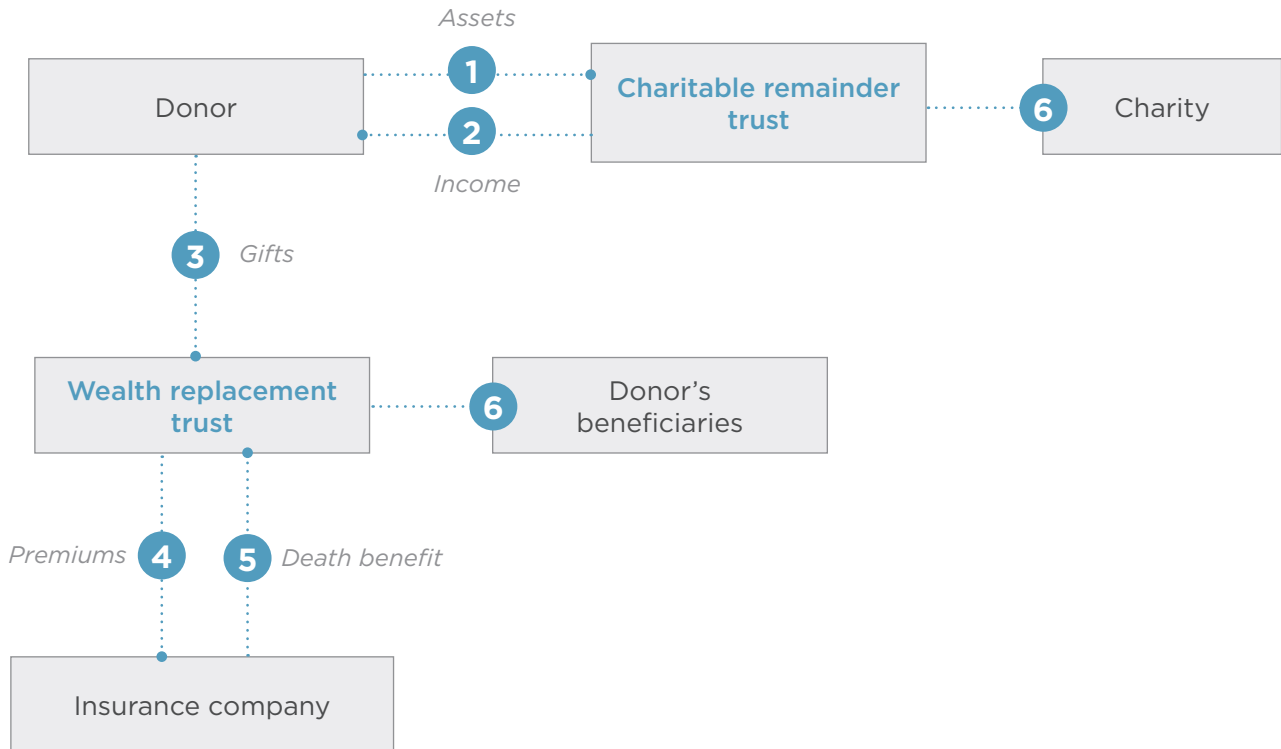 Assets
1
Donor
Charitable remainder
trust
6
Charity
2
Income
3
Gifts
Wealth replacement
trust
6
Donor’s
beneficiaries
Premiums
4
5
Death benefit
Insurance company